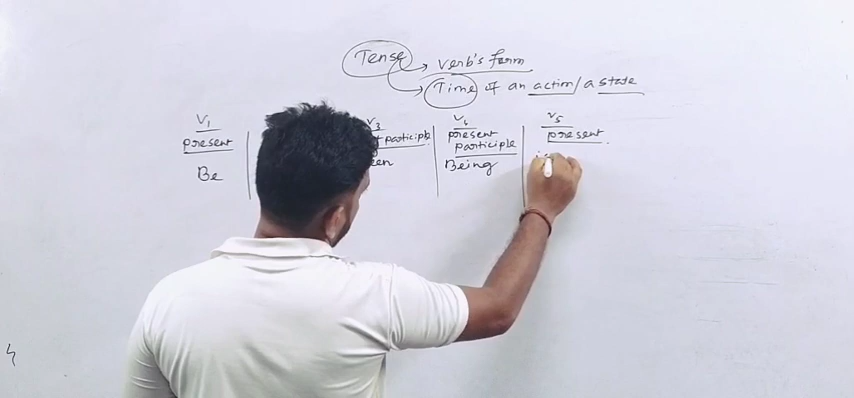 Tense → Verb's form
→ Time of an action/a state
V1
present
Be
V3
participle
een
V4
present
participle
Being
V5
present